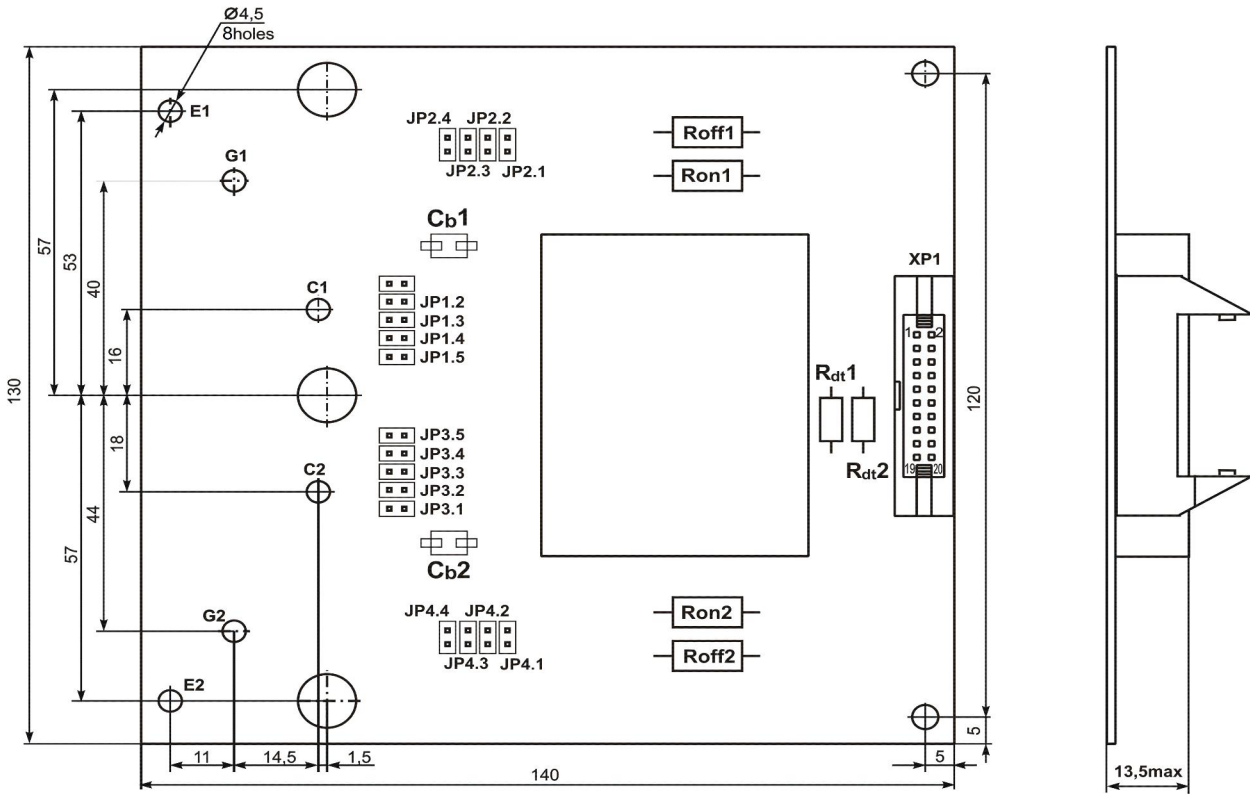 Ø4,5
8holes
E1
JP2.4 JP2.2
JP2.3 JP2.1
Roff1
Ron1
G1
Cb1
57
53
40
XP1
C1
JP1.2
JP1.3
JP1.4
JP1.5
1 2
16
130
Rdt1
120
18
JP3.5
JP3.4
JP3.3
JP3.2
JP3.1
C2
19 20
Rdt2
44
57
Cb2
G2
JP4.4 JP4.2
JP4.3 JP4.1
Ron2
Roff2
E2
5
11 14,5 1,5
5
140
13,5max